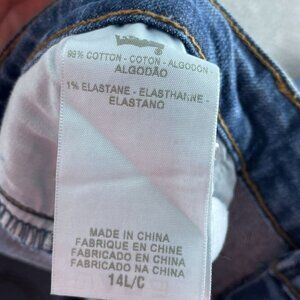 99% COTTON - COTON - ALGODON -
ALGODÃO
1% ELASTANE - ELASTHANNE -
ELASTANO
MADE IN CHINA
FABRIQUE EN CHINE
FABRICADO EN CHINA
FABRICADO NA CHINA
14L/C